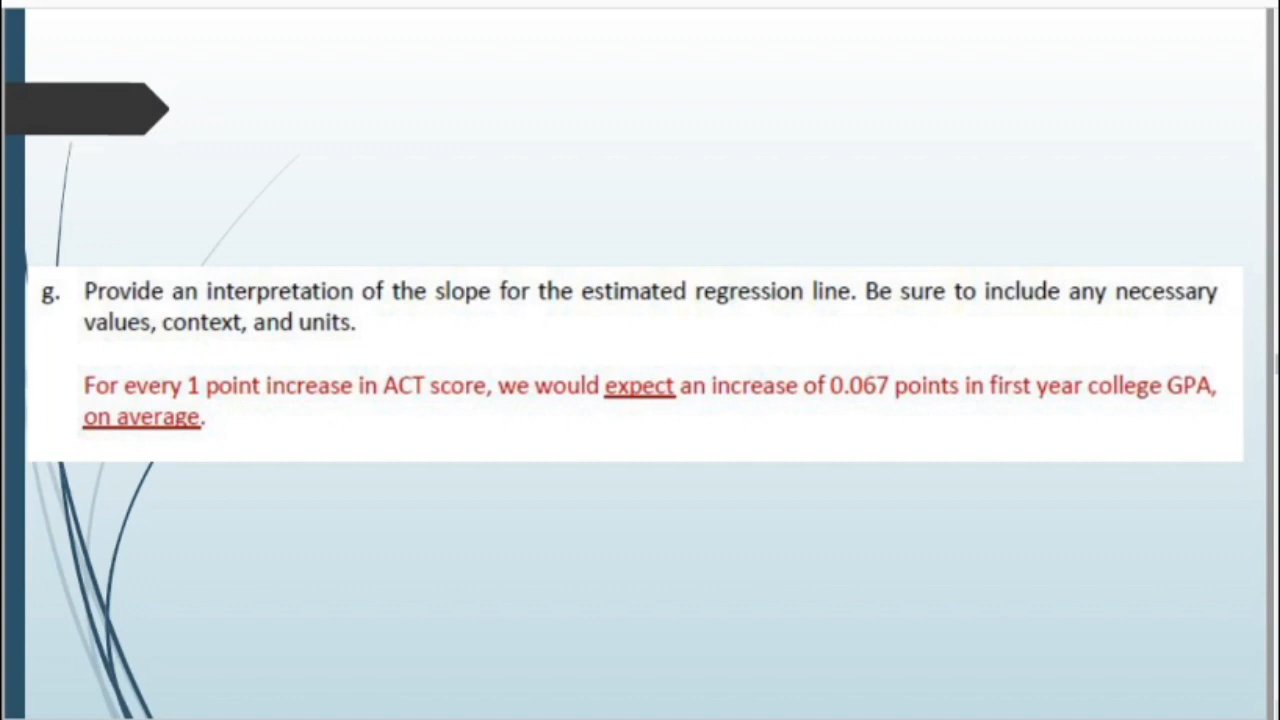 g. Provide an interpretation of the slope for the estimated regression line. Be sure to include any necessary
values, context, and units.
For every 1 point increase in ACT score, we would expect an increase of 0.067 points in first year college GPA,
on average.